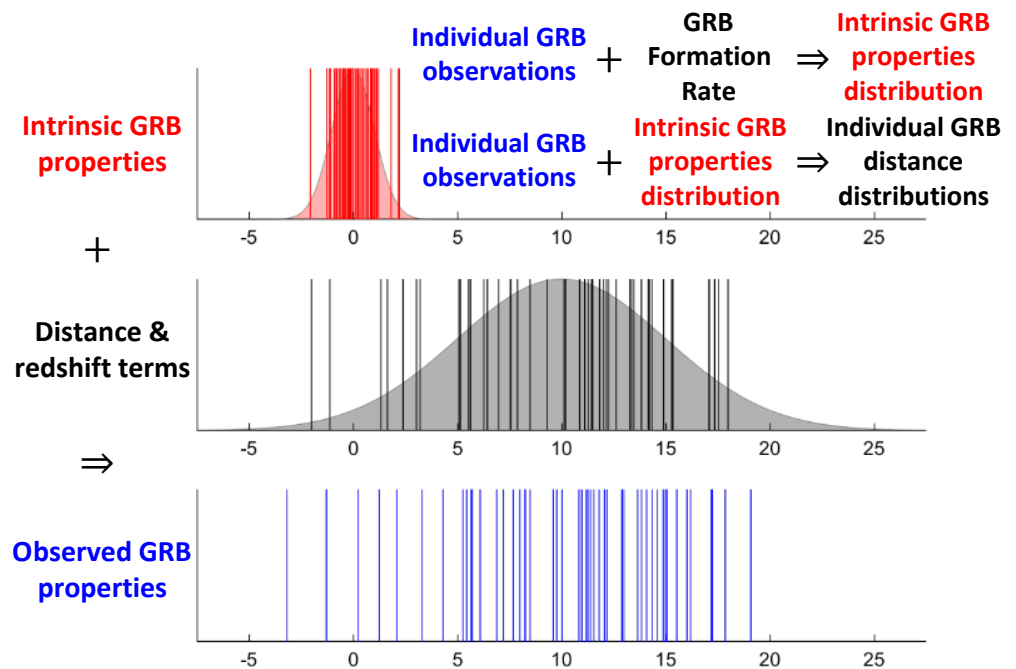 Individual GRB observations + GRB Formation Rate ⇒ Intrinsic GRB properties distribution
Individual GRB observations + Intrinsic GRB properties distribution ⇒ Individual GRB distance distributions
Intrinsic GRB
properties
-5 0 5 10 15 20 25
+
Distance &
redshift terms
-5 0 5 10 15 20 25
⇒
Observed GRB
properties
-5 0 5 10 15 20 25